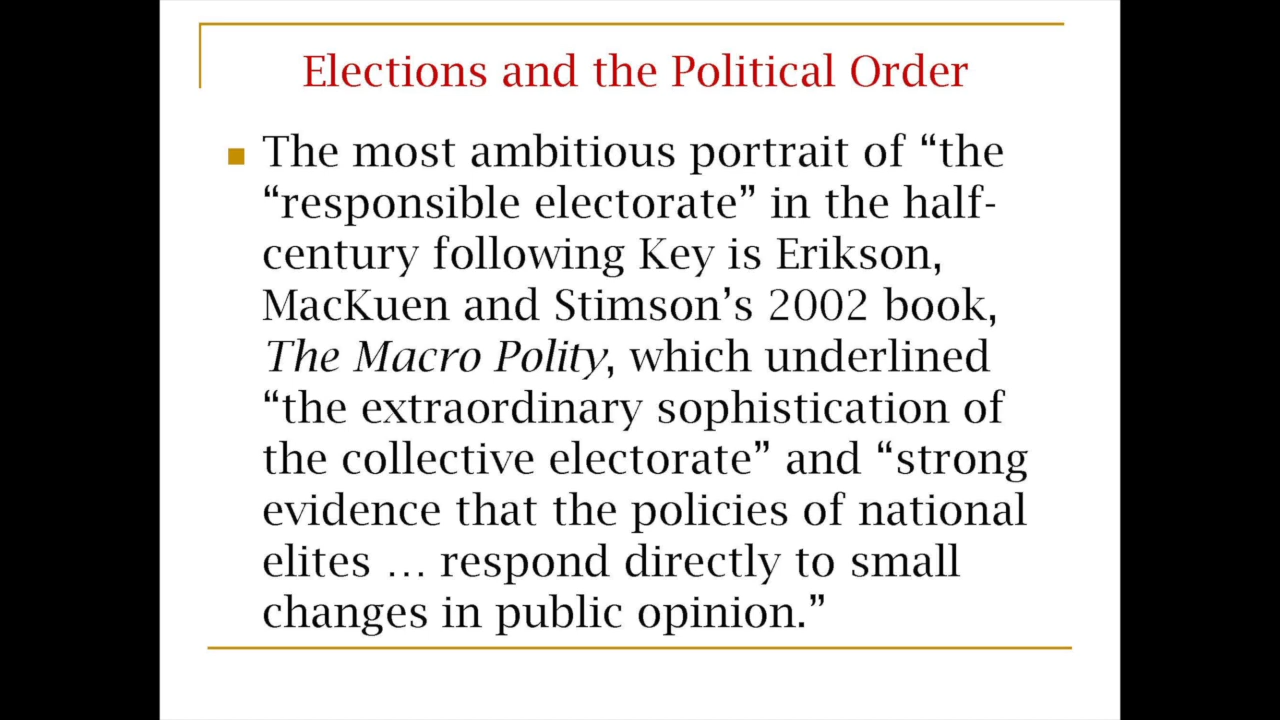 Elections and the Political Order
The most ambitious portrait of “the
“responsible electorate” in the half-
century following Key is Erikson,
MacKuen and Stimson’s 2002 book,
The Macro Polity, which underlined
“the extraordinary sophistication of
the collective electorate” and “strong
evidence that the policies of national
elites … respond directly to small
changes in public opinion.”